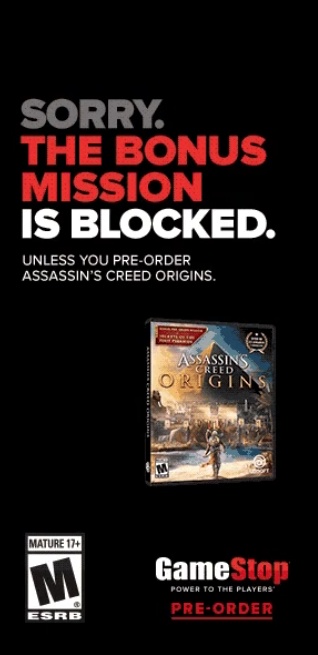 SORRY.
THE BONUS
MISSION
IS BLOCKED.
UNLESS YOU PRE-ORDER
ASSASSIN'S CREED ORIGINS.
ASSASSIN'S
CREED
ORIGINS
M
MATURE 17+
M
ESRB
GameStop
POWER TO THE PLAYERS
PRE-ORDER